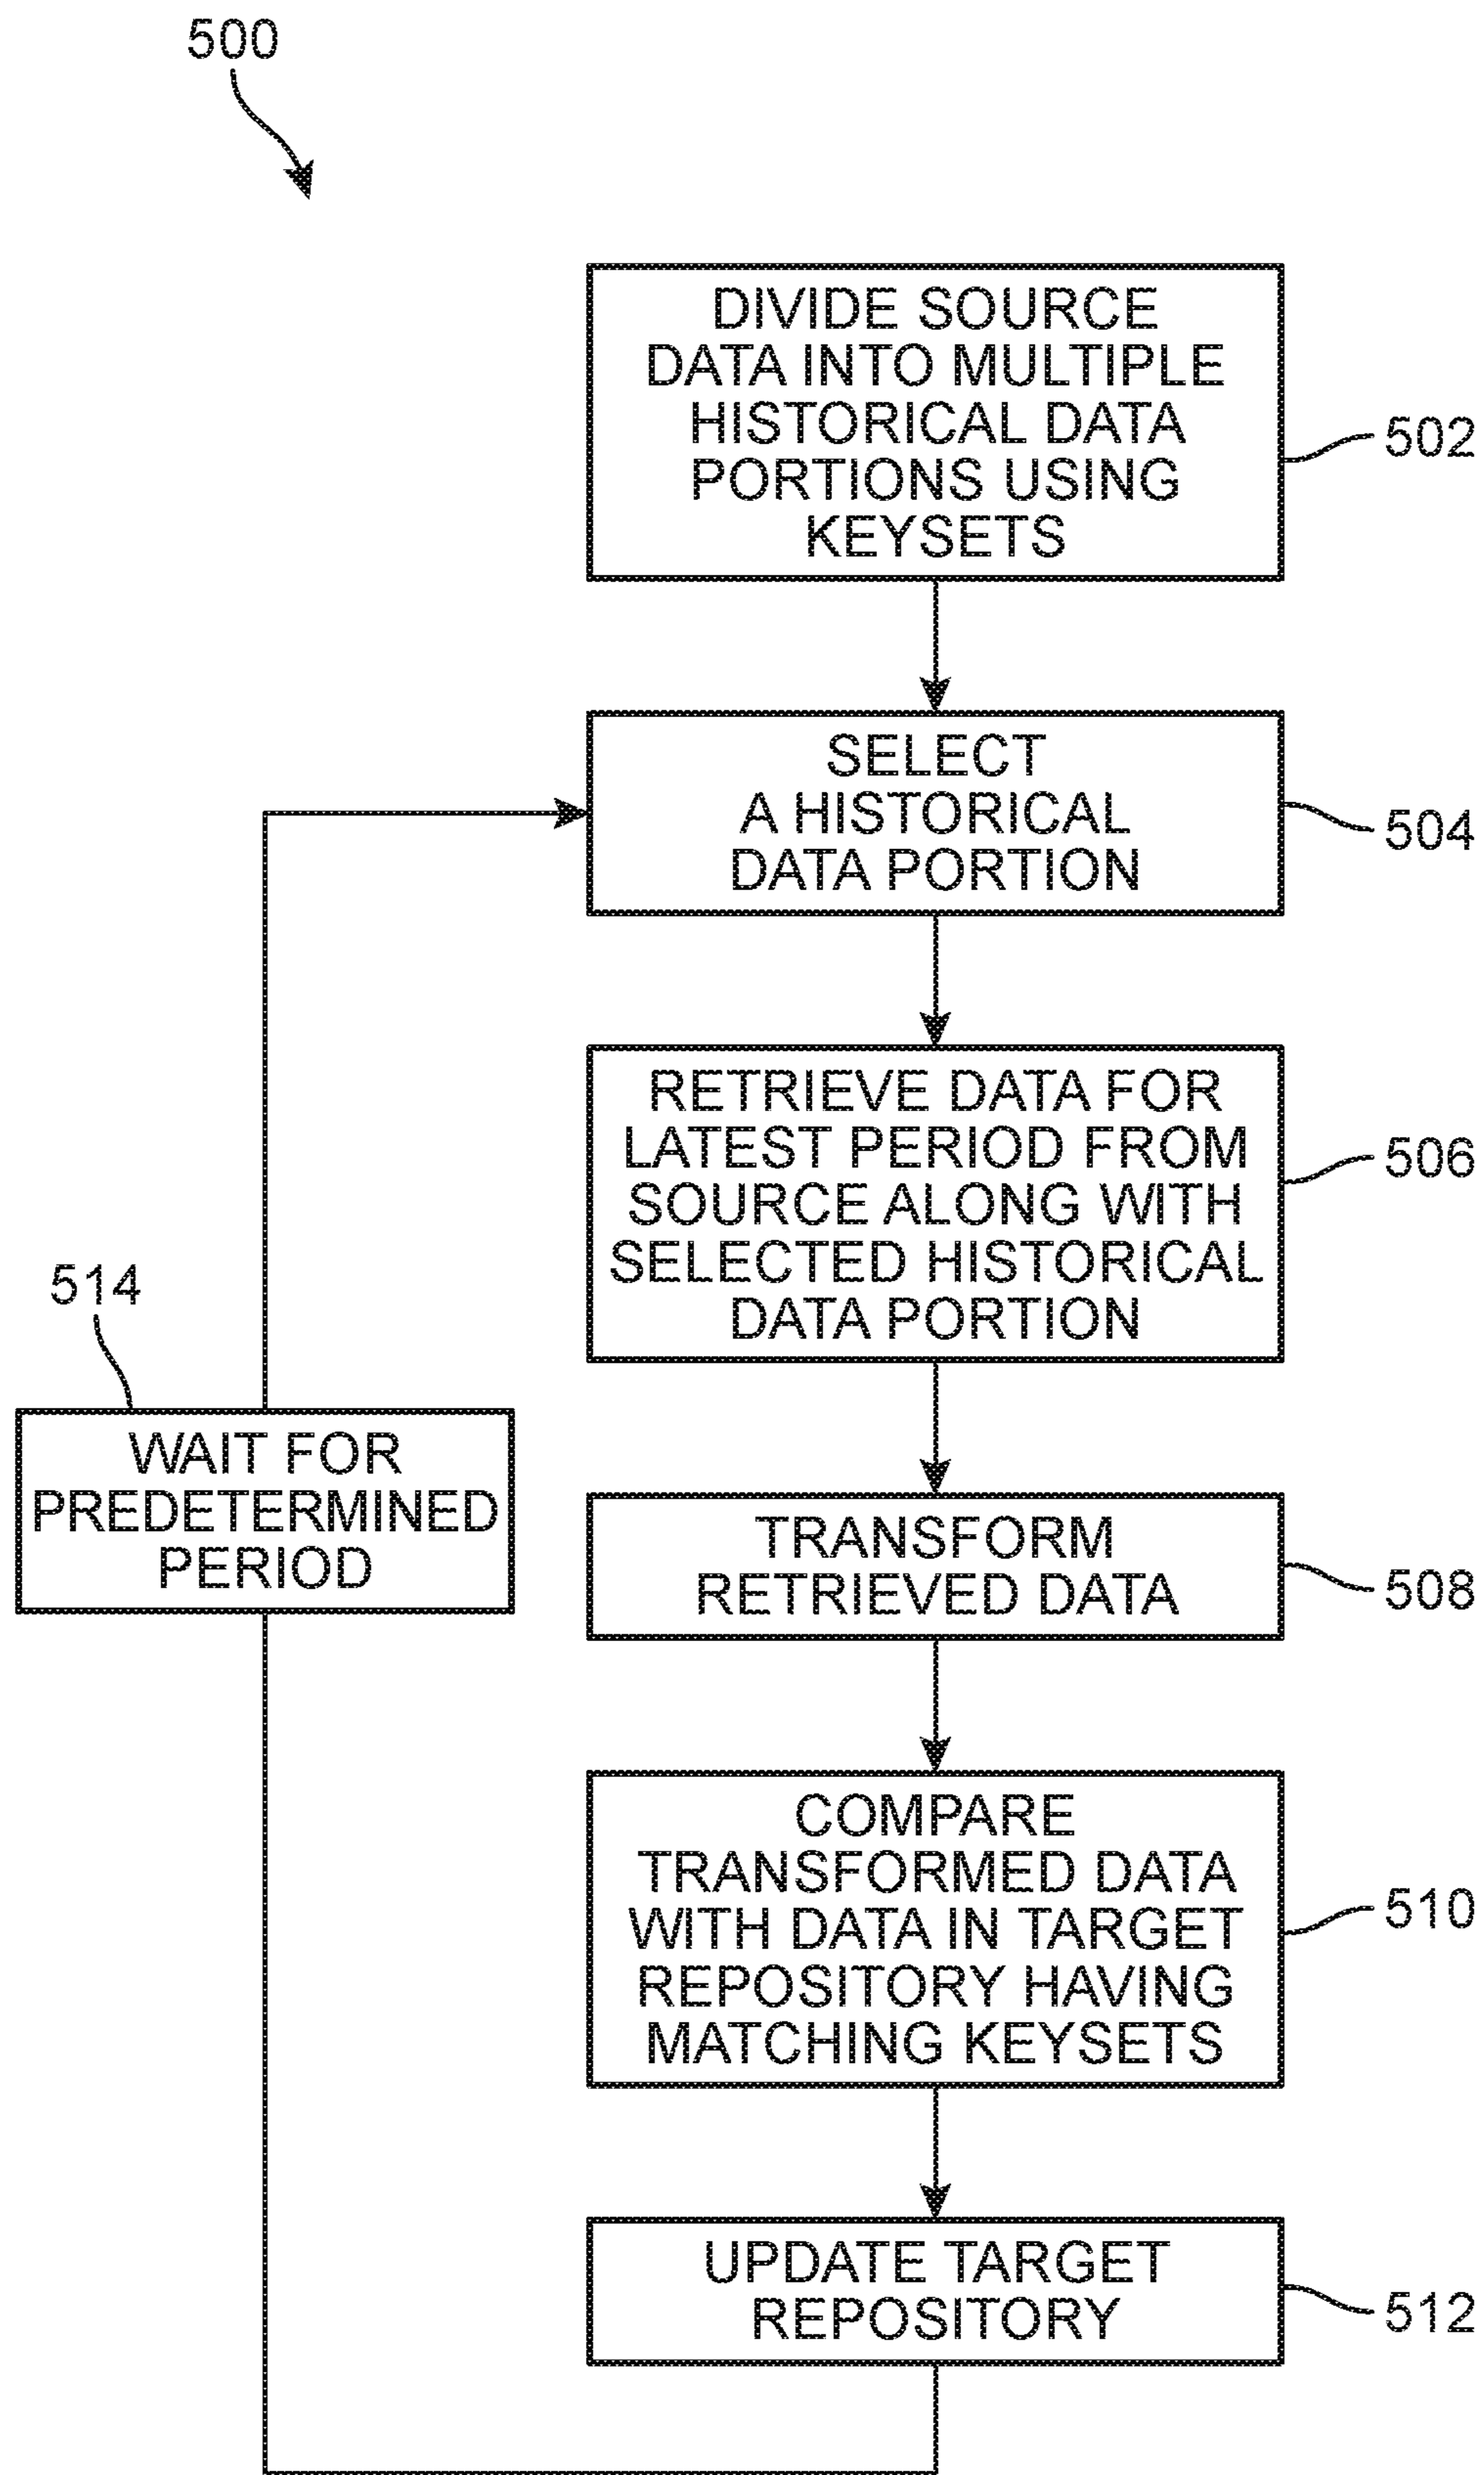 500
DIVIDE SOURCE
DATA INTO MULTIPLE
HISTORICAL DATA
PORTIONS USING
KEYSETS
502
SELECT
A HISTORICAL
DATA PORTION
504
RETRIEVE DATA FOR
LATEST PERIOD FROM
SOURCE ALONG WITH
SELECTED HISTORICAL
DATA PORTION
506
514
WAIT FOR
PREDETERMINED
PERIOD
TRANSFORM
RETRIEVED DATA
508
COMPARE
TRANSFORMED DATA
WITH DATA IN TARGET
REPOSITORY HAVING
MATCHING KEYSETS
510
UPDATE TARGET
REPOSITORY
512